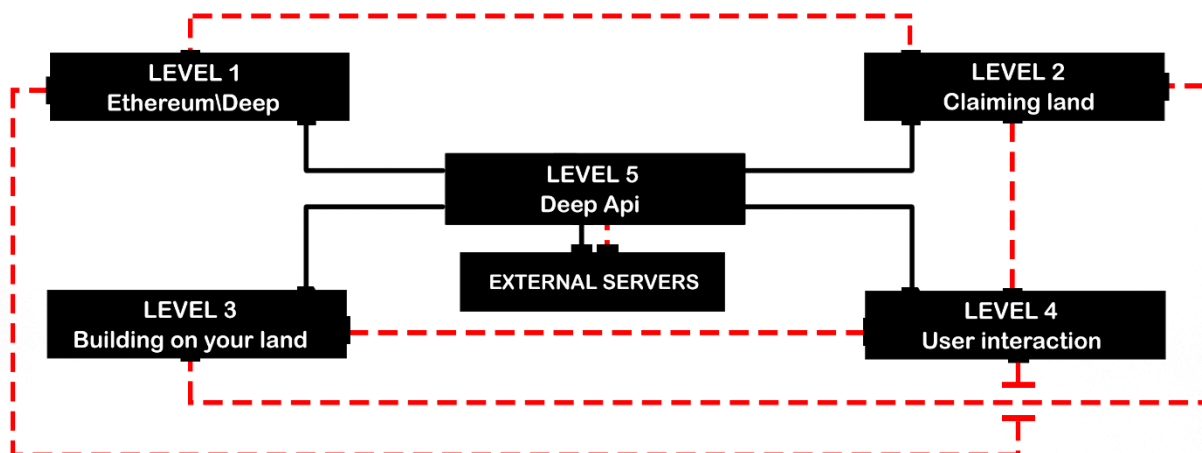 LEVEL 1
Ethereum\Deep
LEVEL 2
Claiming land
LEVEL 5
Deep Api
EXTERNAL SERVERS
LEVEL 3
Building on your land
LEVEL 4
User interaction